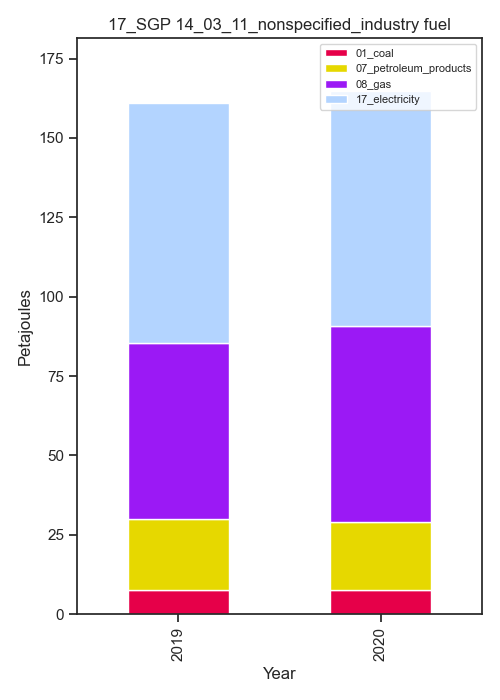 17_SGP 14_03_11_nonspecified_industry fuel
01_coal
07_petroleum_products
08_gas
17_electricity
175
150
125
100
75
50
25
0
Petajoules
2019
2020
Year